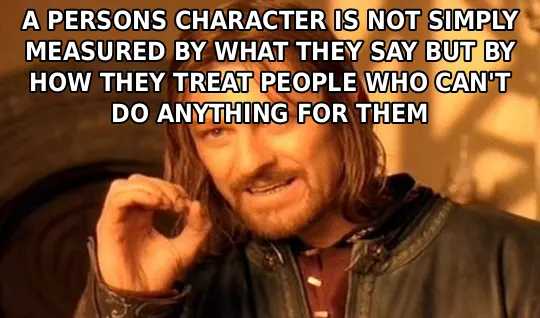 A PERSONS CHARACTER IS NOT SIMPLY
MEASURED BY WHAT THEY SAY BUT BY
HOW THEY TREAT PEOPLE WHO CAN'T
DO ANYTHING FOR THEM